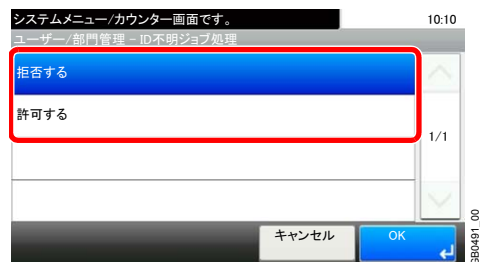 システムメニュー/カウンター画面です。 10:10
ユーザー/部門管理 - ID不明ジョブ処理
拒否する
許可する
1/1
キャンセル OK
GB0491_00